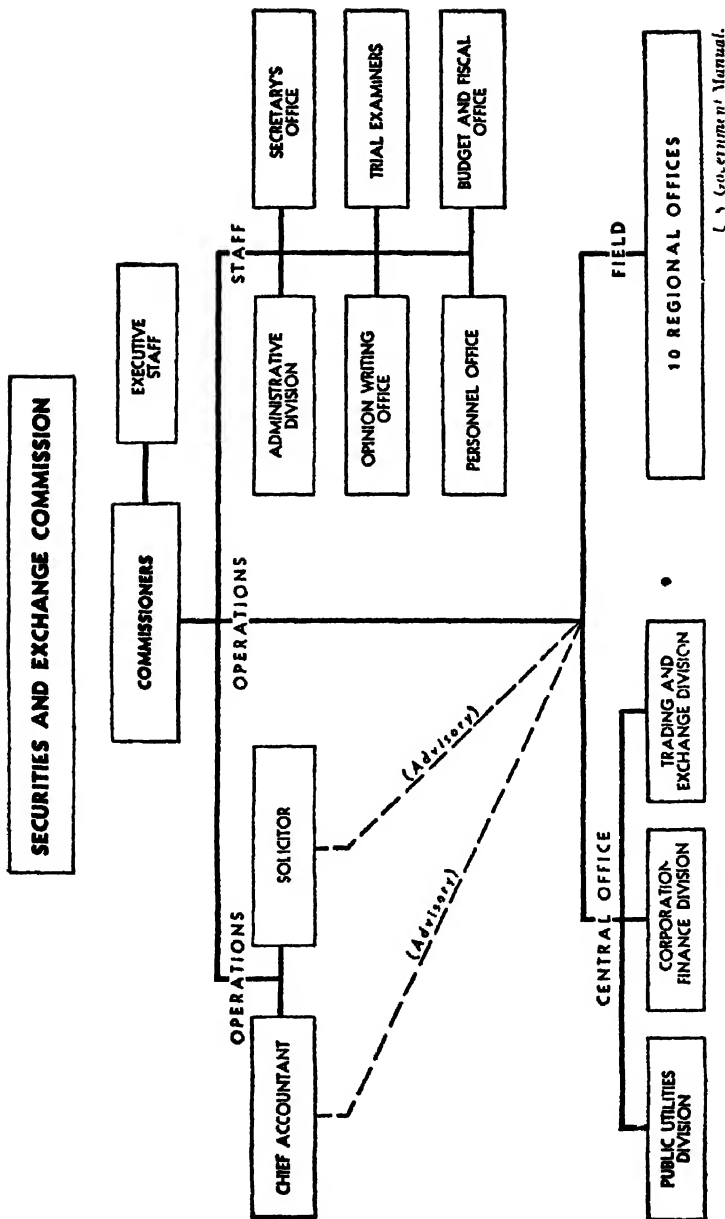 SECURITIES AND EXCHANGE COMMISSION
COMMISSIONERS
EXECUTIVE
STAFF
OPERATIONS
OPERATIONS
STAFF
CHIEF ACCOUNTANT
SOLICITOR
(Advisory)
(Advisory)
ADMINISTRATIVE
DIVISION
SECRETARY'S
OFFICE
OPINION WRITING
OFFICE
TRIAL EXAMINERS
PERSONNEL OFFICE
BUDGET AND FISCAL
OFFICE
CENTRAL OFFICE
FIELD
PUBLIC UTILITIES
DIVISION
CORPORATION
FINANCE DIVISION
TRADING AND
EXCHANGE DIVISION
10 REGIONAL OFFICES
Government Manual.